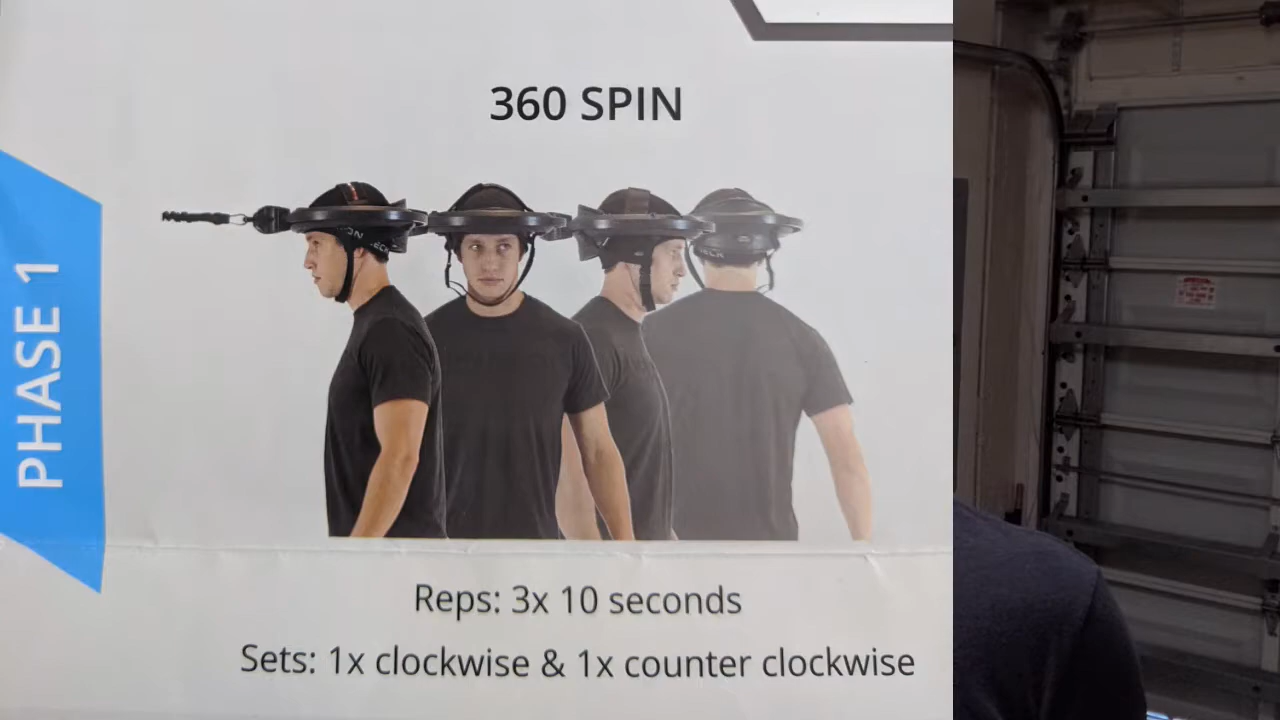 360 SPIN
PHASE 1
Reps: 3x 10 seconds
Sets: 1x clockwise & 1x counter clockwise